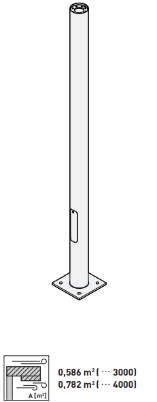 A [m²]
0,586 m² ( ··· 3000)
0,782 m² ( ··· 4000)